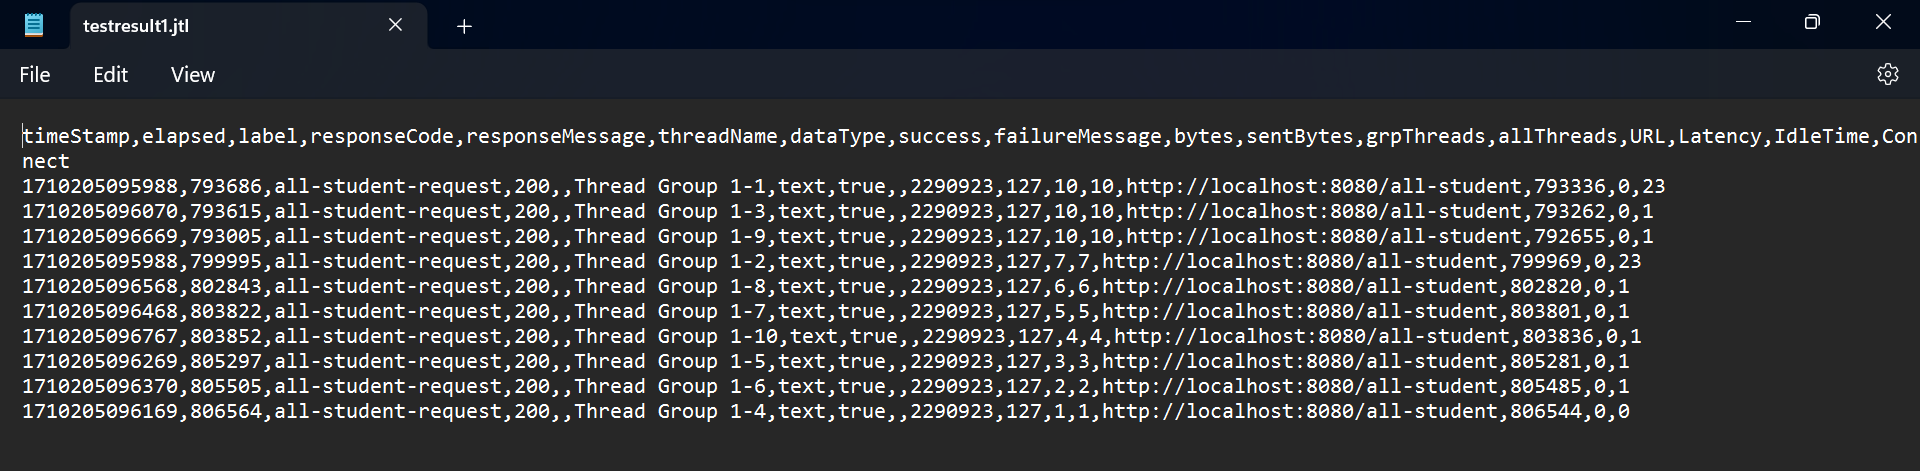 testresult1.jtl
File Edit View
timeStamp,elapsed,label,responseCode,responseMessage,threadName,dataType,success,failureMessage,bytes,sentBytes,grpThreads,allThreads,URL,Latency,IdleTime,Con
nect
1710205095988,793686,all-student-request,200,,Thread Group 1-1,text,true,,2290923,127,10,10,http://localhost:8080/all-student,793336,0,23
1710205096070,793615,all-student-request,200,,Thread Group 1-3,text,true,,2290923,127,10,10,http://localhost:8080/all-student,793262,0,1
1710205096669,793005,all-student-request,200,,Thread Group 1-9,text,true,,2290923,127,10,10,http://localhost:8080/all-student,792655,0,1
1710205095988,799995,all-student-request,200,,Thread Group 1-2,text,true,,2290923,127,7,7,http://localhost:8080/all-student,799969,0,23
1710205096568,802843,all-student-request,200,,Thread Group 1-8,text,true,,2290923,127,6,6,http://localhost:8080/all-student,802820,0,1
1710205096468,803822,all-student-request,200,,Thread Group 1-7,text,true,,2290923,127,5,5,http://localhost:8080/all-student,803801,0,1
1710205096767,803852,all-student-request,200,,Thread Group 1-10,text,true,,2290923,127,4,4,http://localhost:8080/all-student,803836,0,1
1710205096269,805297,all-student-request,200,,Thread Group 1-5,text,true,,2290923,127,3,3,http://localhost:8080/all-student,805281,0,1
1710205096370,805505,all-student-request,200,,Thread Group 1-6,text,true,,2290923,127,2,2,http://localhost:8080/all-student,805485,0,1
1710205096169,806564,all-student-request,200,,Thread Group 1-4,text,true,,2290923,127,1,1,http://localhost:8080/all-student,806544,0,0